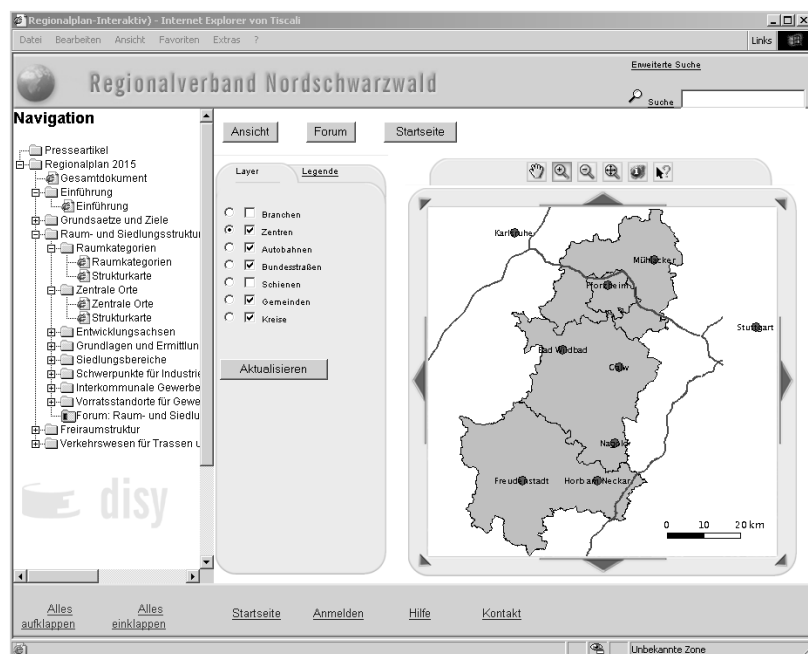 Regionalplan-Interaktiv) - Internet Explorer von Tiscali
Datei Bearbeiten Ansicht Favoriten Extras ?
Links
Regionalverband Nordschwarzwald
Erweiterte Suche
Suche
Navigation
Presseartikel
Regionalplan 2015
Gesamtdokument
Einführung
Einführung
Grundsaetze und Ziele
Raum- und Siedlungsstruktur
Raumkategorien
Raumkategorien
Strukturkarte
Zentrale Orte
Zentrale Orte
Strukturkarte
Entwicklungsachsen
Grundlagen und Ermittlun
Siedlungsbereiche
Schwerpunkte für Industrie
Interkommunale Gewerbe
Vorratsstandorte für Gewe
Forum: Raum- und Siedlu
Freiraumstruktur
Verkehrswesen für Trassen u
disy
Ansicht Forum Startseite
Layer Legende
Branchen
Zentren
Autobahnen
Bundesstraßen
Schienen
Gemeinden
Kreise
Aktualisieren
Karlsruhe
Mühlacker
Pforzheim
Stuttgart
Bad Wildbad
Calw
Nagold
Freudenstadt Horb am Neckar
0 10 20 km
Alles aufklappen
Alles einklappen
Startseite Anmelden Hilfe Kontakt
Unbekannte Zone